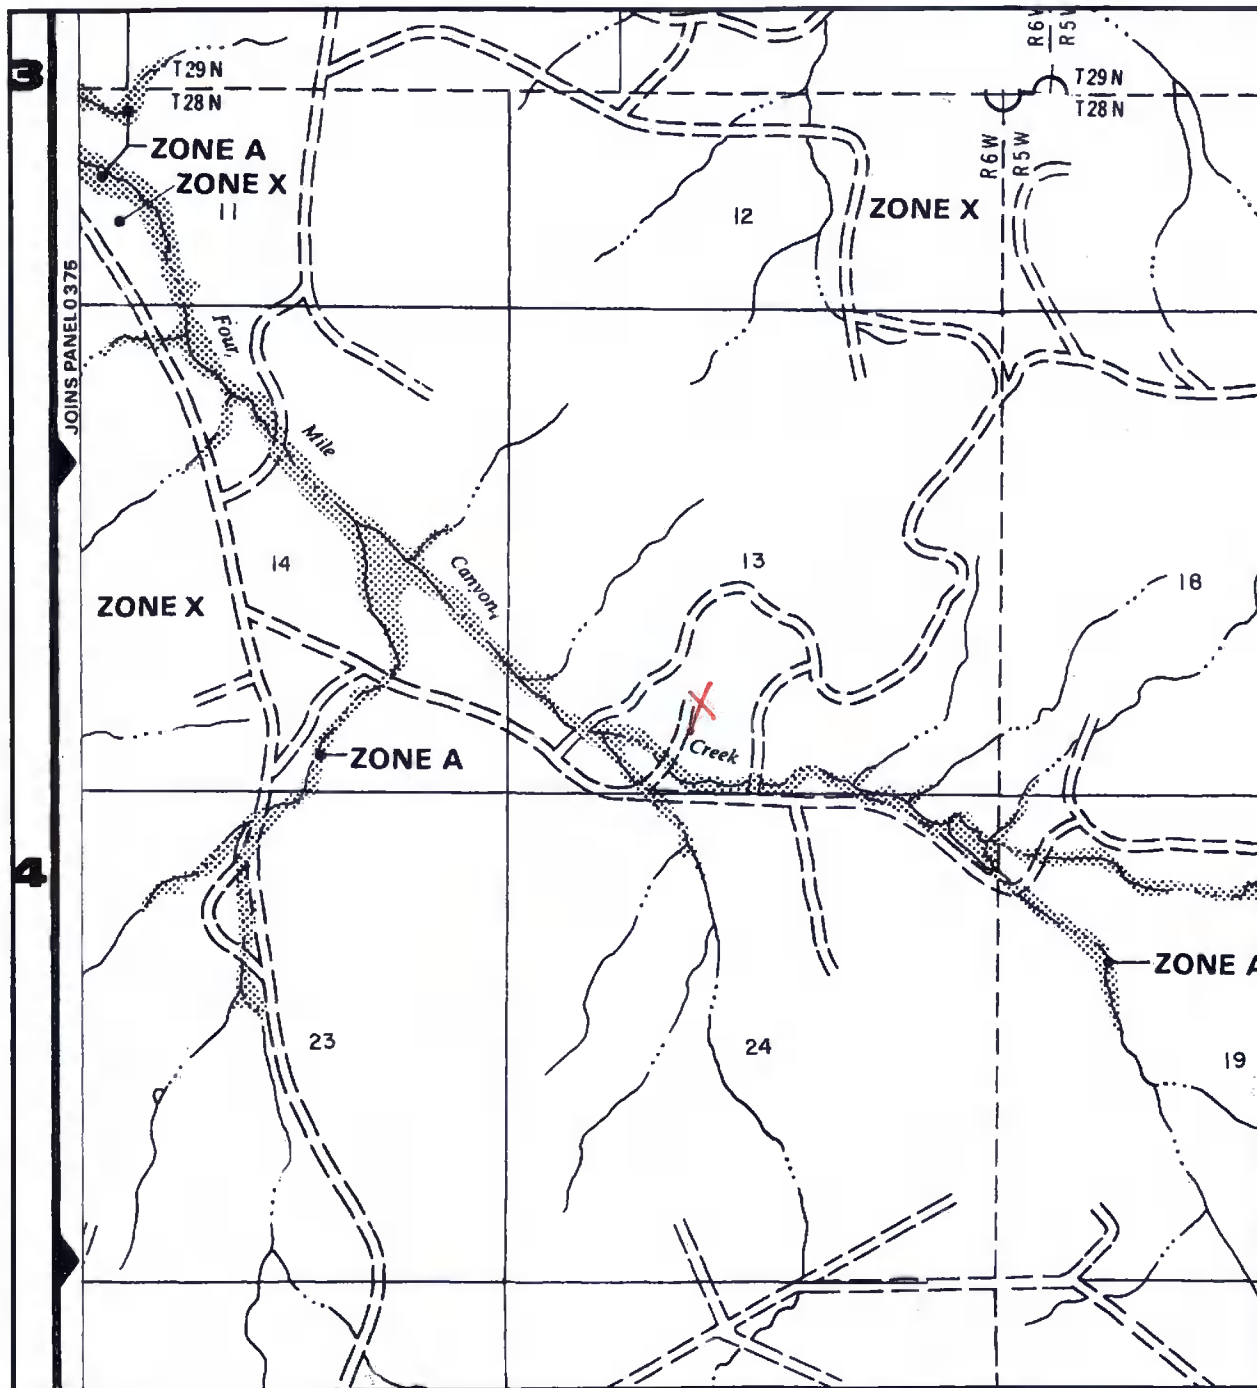 3
R6W
R5W
T29N
T28N
T29N
T28N
ZONE A
ZONE X
11
12
ZONE X
R6W
R5W
JOINS PANEL 0375
Four
Mile
Canyon
Creek
14
13
18
ZONE X
X
ZONE A
4
ZONE A
23
24
19